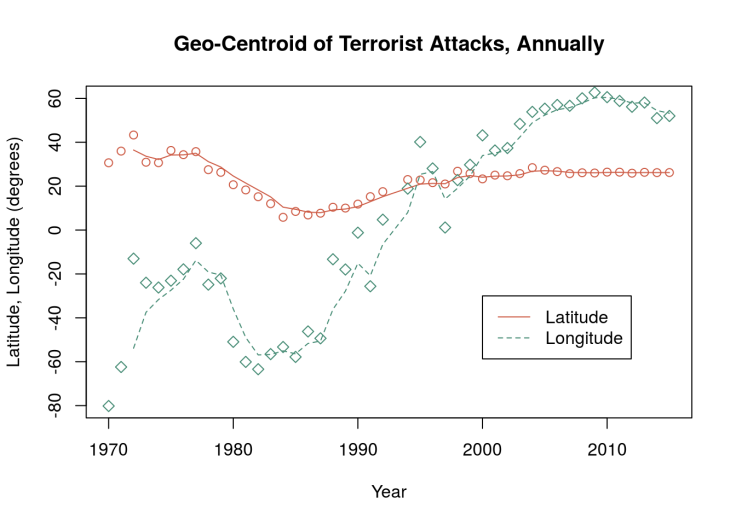 Geo-Centroid of Terrorist Attacks, Annually
Latitude, Longitude (degrees)
60
40
20
0
-20
-40
-60
-80
Latitude
Longitude
1970 1980 1990 2000 2010
Year